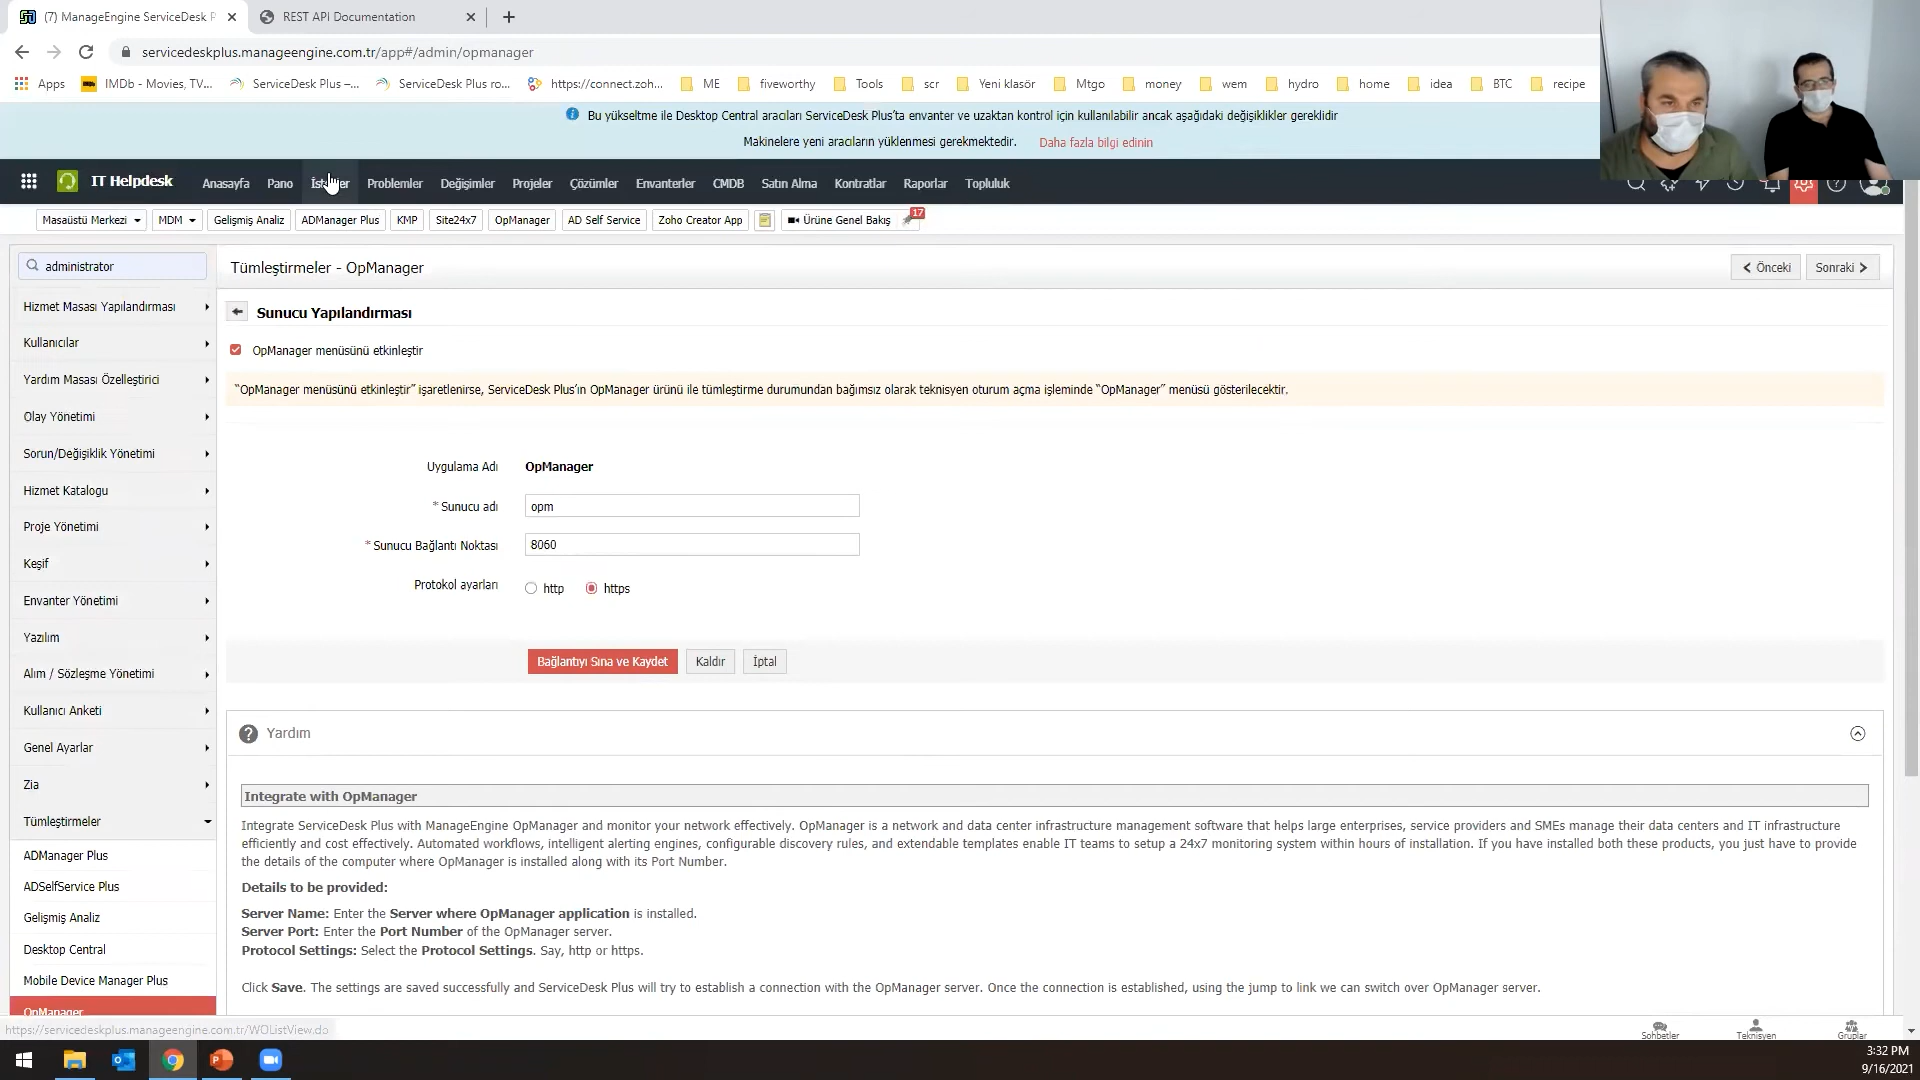 (7) ManageEngine ServiceDesk P
REST API Documentation
servicedeskplus.manageengine.com.tr/app#/admin/opmanager
Apps
IMDb - Movies, TV...
ServiceDesk Plus –...
ServiceDesk Plus ro...
https://connect.zoh...
ME
fiveworthy
Tools
scr
Yeni klasör
Mtgo
money
wem
hydro
home
idea
BTC
recipe
Bu yükseltme ile Desktop Central aracıları ServiceDesk Plus'ta envanter ve uzaktan kontrol için kullanılabilir ancak aşağıdaki değişiklikler gereklidir
Makinelere yeni aracıların yüklenmesi gerekmektedir. Daha fazla bilgi edinin
IT Helpdesk
Anasayfa
Pano
Problemler
Değişimler
Projeler
Çözümler
Envanterler
CMDB
Satın Alma
Kontratlar
Raporlar
Topluluk
Masaüstü Merkezi
MDM
Gelişmiş Analiz
ADManager Plus
KMP
Site24x7
OpManager
AD Self Service
Zoho Creator App
Ürüne Genel Bakış
17
administrator
Tümleştirmeler - OpManager
Önceki
Sonraki
Hizmet Masası Yapılandırması
Kullanıcılar
Yardım Masası Özelleştirici
Olay Yönetimi
Sorun/Değişiklik Yönetimi
Hizmet Katalogu
Proje Yönetimi
Keşif
Envanter Yönetimi
Yazılım
Alım / Sözleşme Yönetimi
Kullanıcı Anketi
Genel Ayarlar
Zia
Tümleştirmeler
ADManager Plus
ADSelfService Plus
Gelişmiş Analiz
Desktop Central
Mobile Device Manager Plus
OpManager
Sunucu Yapılandırması
OpManager menüsünü etkinleştir
"OpManager menüsünü etkinleştir" işaretlenirse, ServiceDesk Plus'ın OpManager ürünü ile tümleştirme durumundan bağımsız olarak teknisyen oturum açma işleminde "OpManager" menüsü gösterilecektir.
Uygulama Adı OpManager
* Sunucu adı opm
* Sunucu Bağlantı Noktası 8060
Protokol ayarları http https
Bağlantıyı Sına ve Kaydet
Kaldır
İptal
Yardım
Integrate with OpManager
Integrate ServiceDesk Plus with ManageEngine OpManager and monitor your network effectively. OpManager is a network and data center infrastructure management software that helps large enterprises, service providers and SMEs manage their data centers and IT infrastructure
efficiently and cost effectively. Automated workflows, intelligent alerting engines, configurable discovery rules, and extendable templates enable IT teams to setup a 24x7 monitoring system within hours of installation. If you have installed both these products, you just have to provide
the details of the computer where OpManager is installed along with its Port Number.
Details to be provided:
Server Name: Enter the Server where OpManager application is installed.
Server Port: Enter the Port Number of the OpManager server.
Protocol Settings: Select the Protocol Settings. Say, http or https.
Click Save. The settings are saved successfully and ServiceDesk Plus will try to establish a connection with the OpManager server. Once the connection is established, using the jump to link we can switch over OpManager server.
https://servicedeskplus.manageengine.com.tr/WOListView.do
Sohbetler
Teknisyen
Gruplar
3:32 PM
9/16/2021